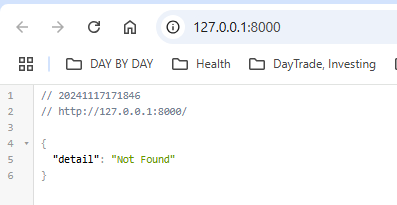 127.0.0.1:8000
DAY BY DAY
Health
DayTrade, Investing
1 // 20241117171846
2 // http://127.0.0.1:8000/
3
4 {
5 "detail": "Not Found"
6 }